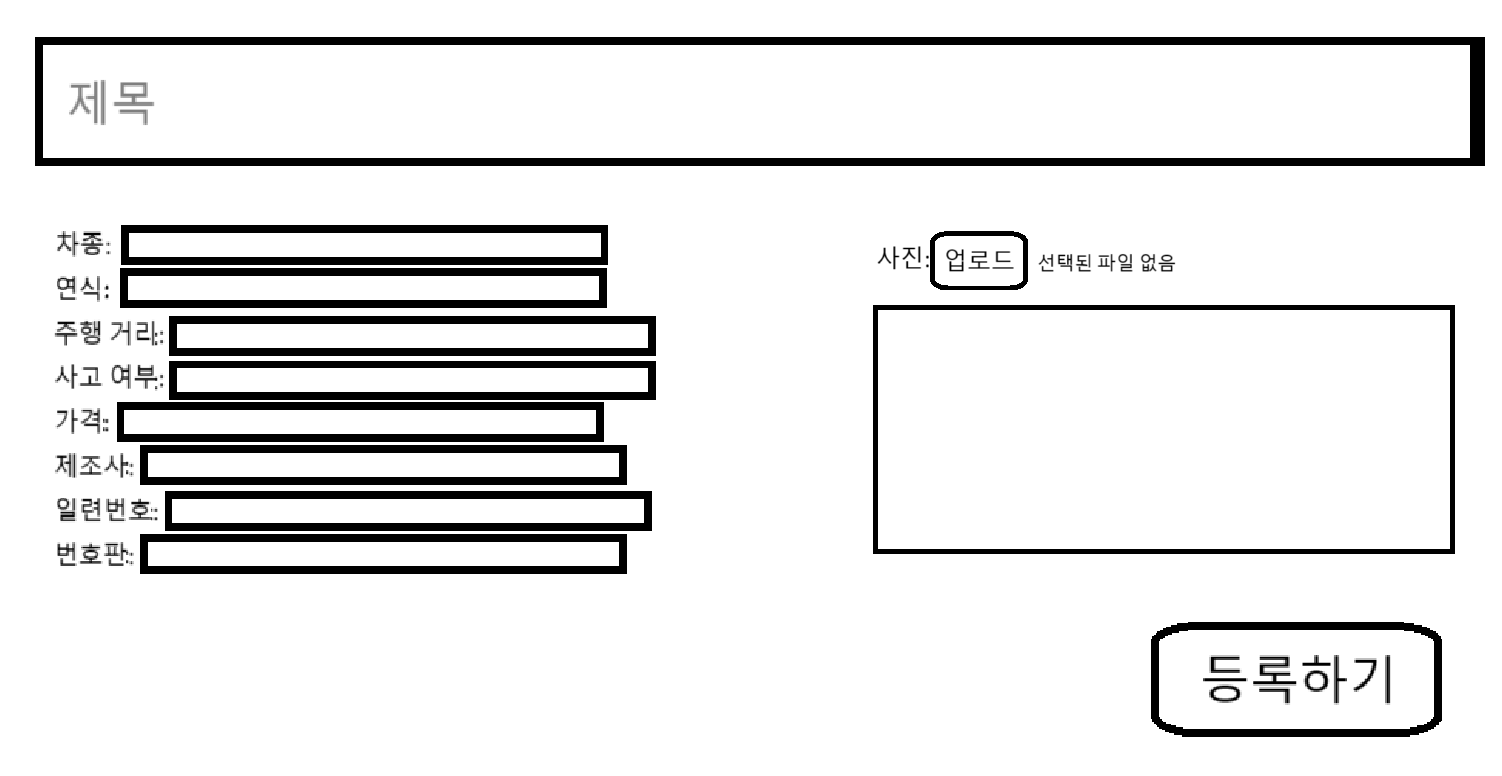 제목
차종:
연식:
주행 거리::
사고 여부::
가격::
제조사::
일련번호::
번호판::
사진: 업로드 선택된 파일 없음
등록하기